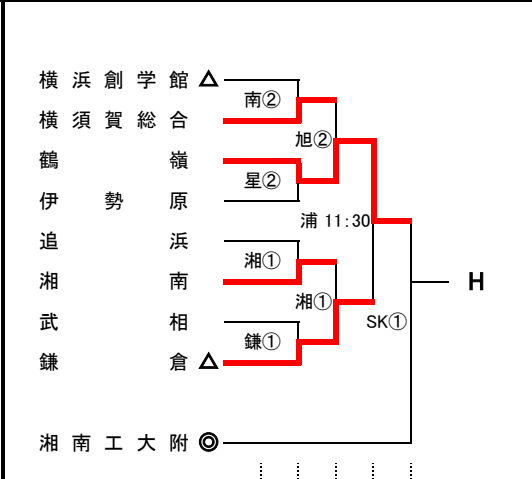 横浜創学館 △
南②
横須賀総合
旭②
鶴嶺
星②
伊勢原
浦 11:30
追浜
湘①
湘南
H
湘①
武相
SK①
鎌①
鎌倉 △
湘南工大附 ◎